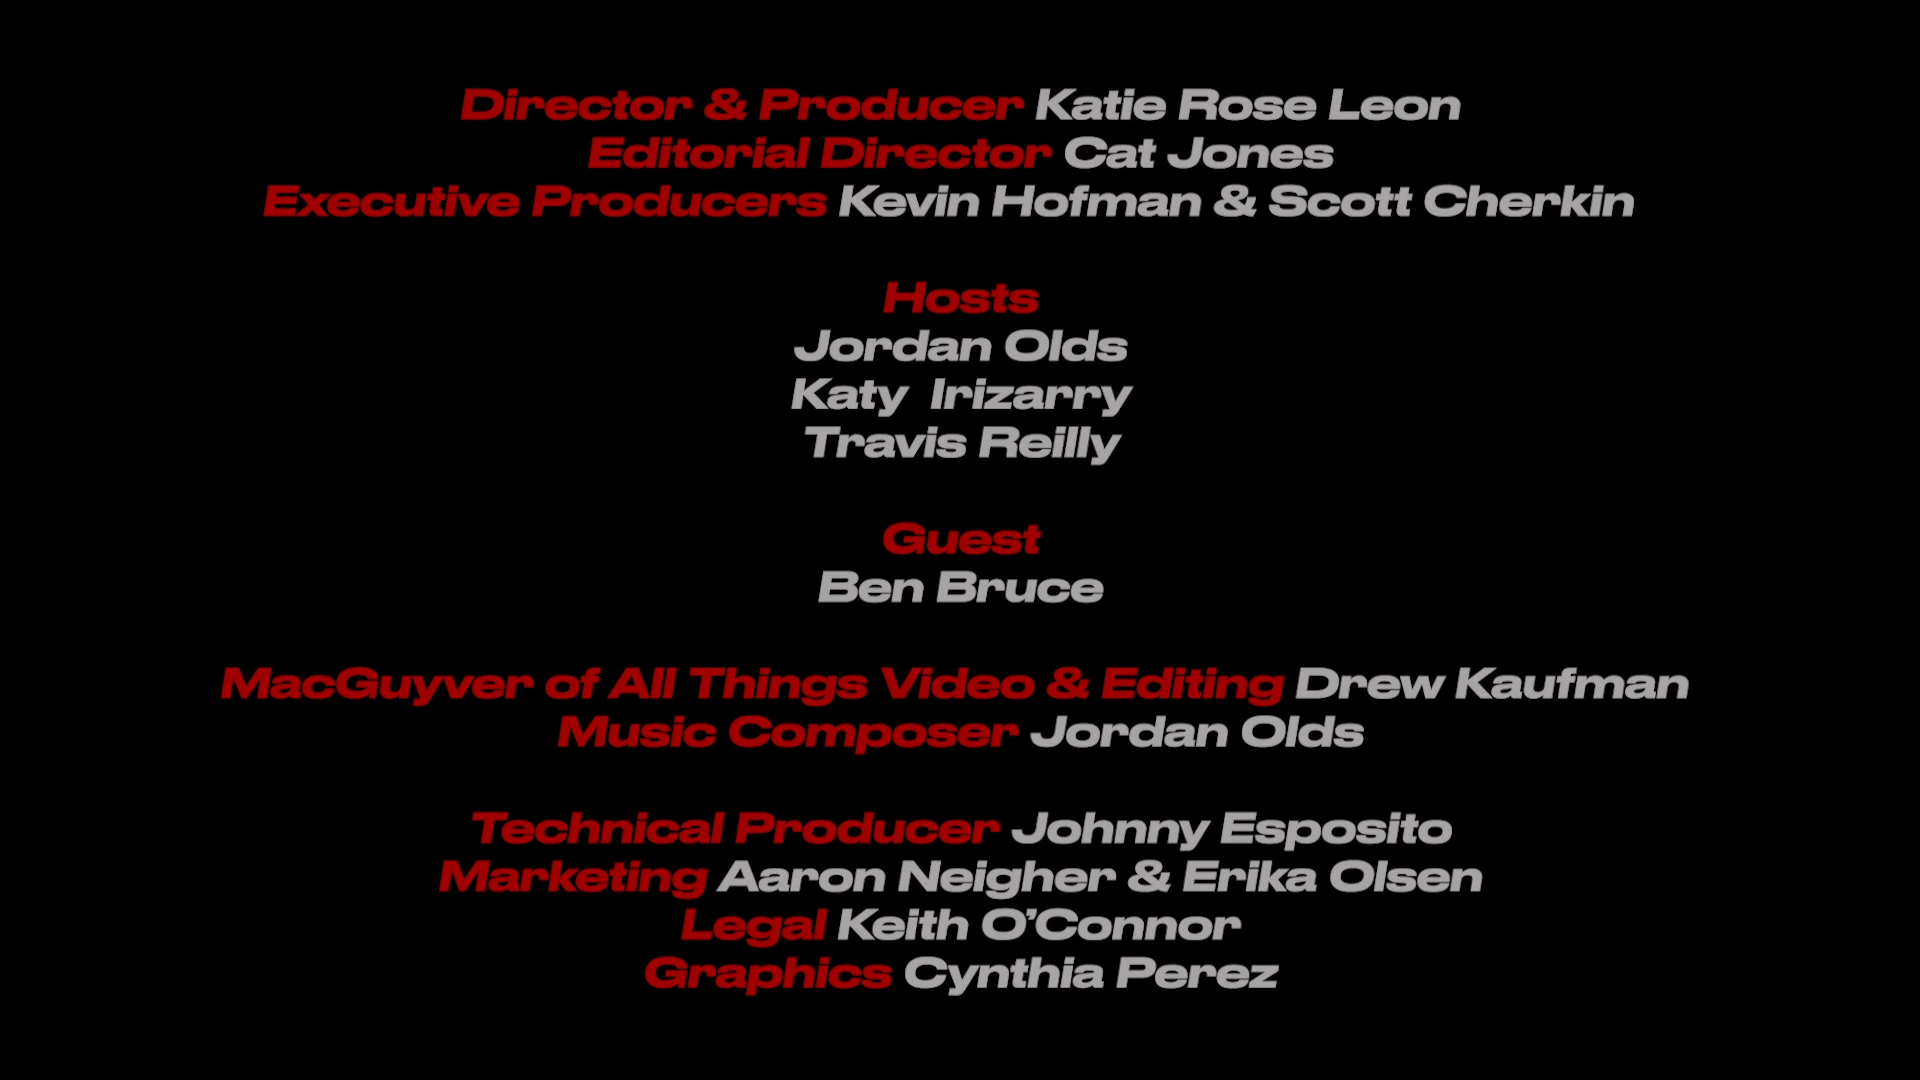 Director & Producer Katie Rose Leon
Editorial Director Cat Jones
Executive Producers Kevin Hofman & Scott Cherkin
Hosts
Jordan Olds
Katy  Irizarry
Travis Reilly
Guest
Ben Bruce
MacGuyver of All Things Video & Editing Drew Kaufman
Music Composer Jordan Olds
Technical Producer Johnny Esposito
Marketing Aaron Neigher & Erika Olsen
Legal Keith O’Connor
Graphics Cynthia Perez